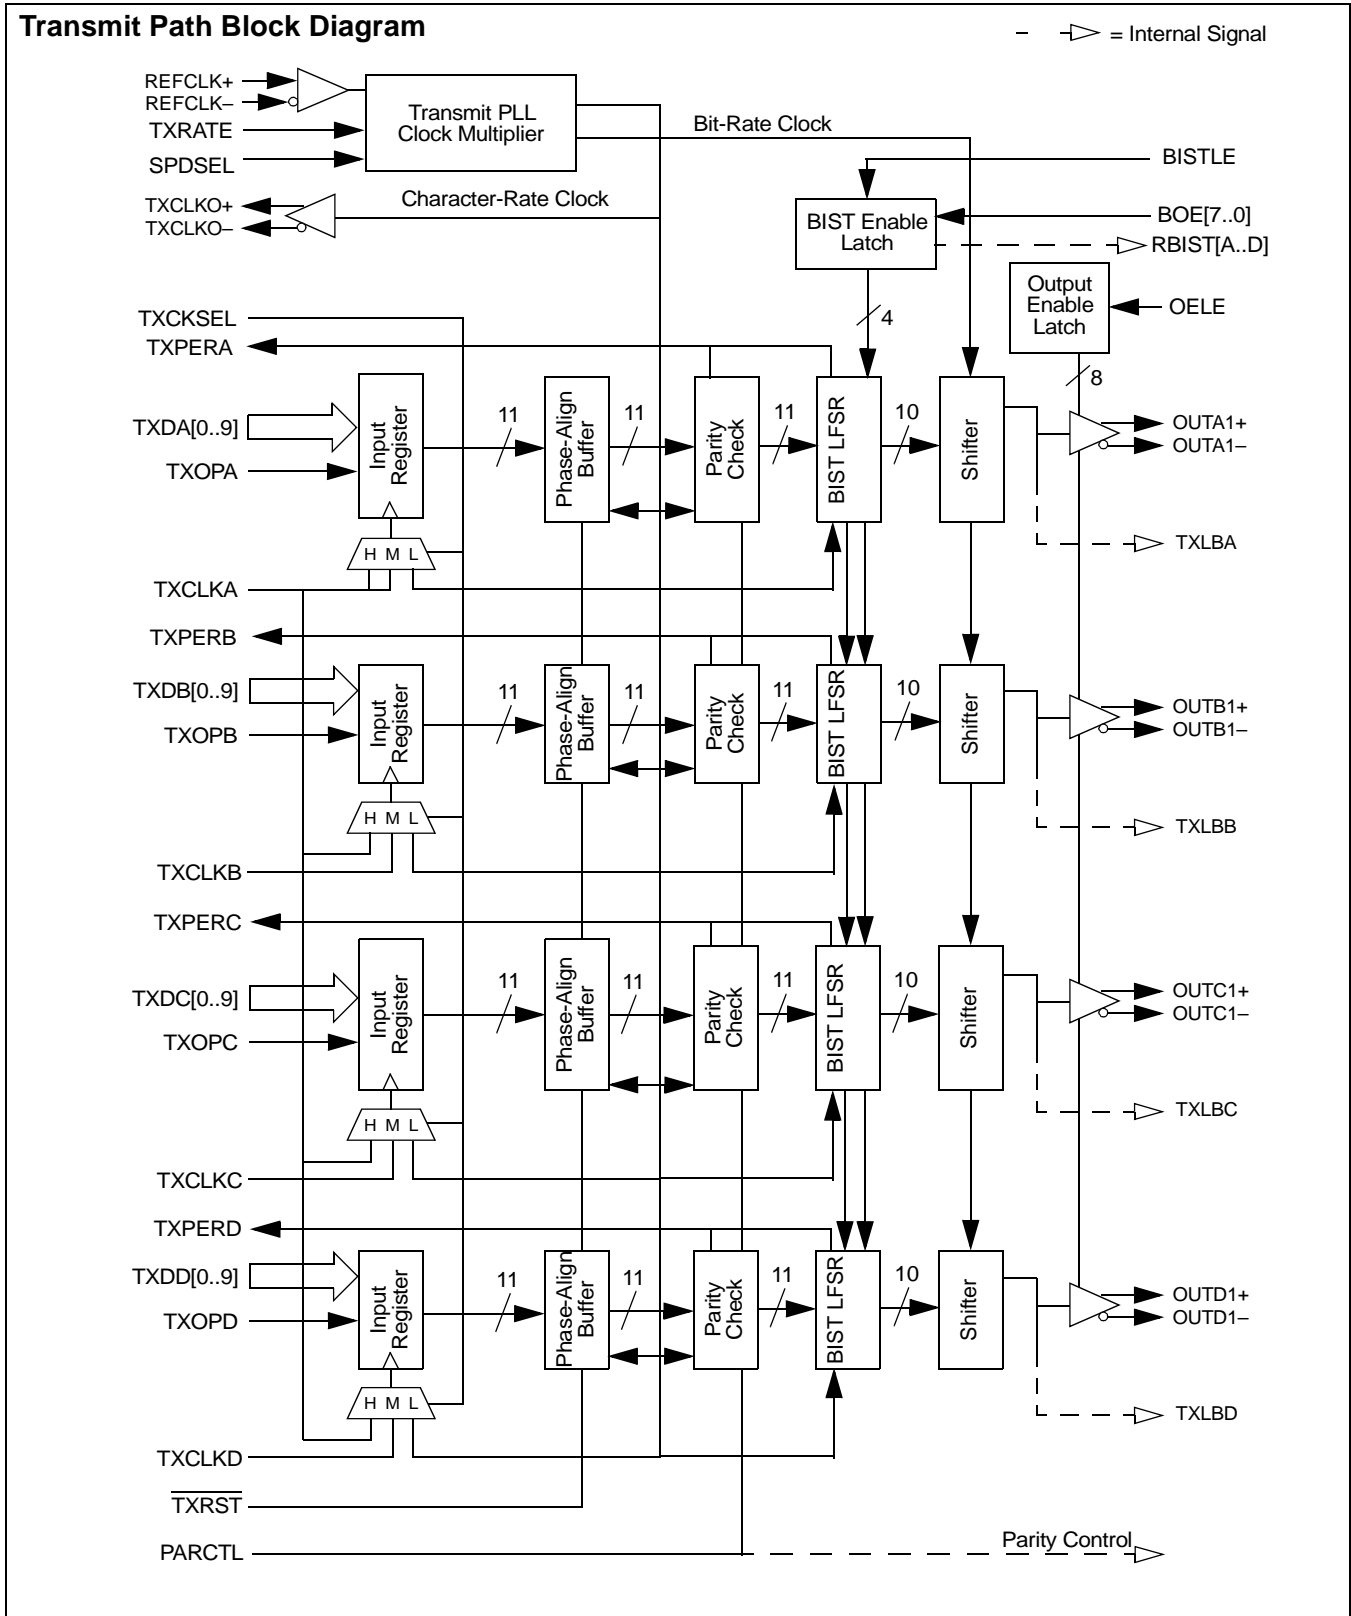 Transmit Path Block Diagram
= Internal Signal
REFCLK+
REFCLK–
TXRATE
SPDSEL
Transmit PLL
Clock Multiplier
Bit-Rate Clock
BISTLE
TXCLKO+
TXCLKO–
Character-Rate Clock
BIST Enable
Latch
BOE[7..0]
RBIST[A..D]
Output
Enable
Latch
OELE
4
8
TXCKSEL
TXPERA
TXDA[0..9]
TXOPA
Input
Register
11
Phase-Align
Buffer
11
Parity
Check
11
BIST LFSR
10
Shifter
OUTA1+
OUTA1–
H M L
TXLBA
TXCLKA
TXPERB
TXDB[0..9]
TXOPB
Input
Register
11
Phase-Align
Buffer
11
Parity
Check
11
BIST LFSR
10
Shifter
OUTB1+
OUTB1–
H M L
TXLBB
TXCLKB
TXPERC
TXDC[0..9]
TXOPC
Input
Register
11
Phase-Align
Buffer
11
Parity
Check
11
BIST LFSR
10
Shifter
OUTC1+
OUTC1–
H M L
TXLBC
TXCLKC
TXPERD
TXDD[0..9]
TXOPD
Input
Register
11
Phase-Align
Buffer
11
Parity
Check
11
BIST LFSR
10
Shifter
OUTD1+
OUTD1–
H M L
TXLBD
TXCLKD
TXRST
PARCTL
Parity Control